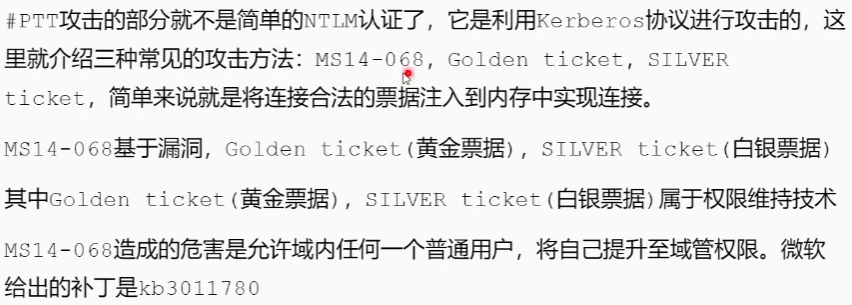 #PTT攻击的部分就不是简单的NTLM认证了，它是利用Kerberos协议进行攻击的，这
里就介绍三种常见的攻击方法：MS14-068，Golden ticket，SILVER
ticket，简单来说就是将连接合法的票据注入到内存中实现连接。
MS14-068基于漏洞，Golden ticket(黄金票据)，SILVER ticket(白银票据)
其中Golden ticket(黄金票据)，SILVER ticket(白银票据)属于权限维持技术
MS14-068造成的危害是允许域内任何一个普通用户，将自己提升至域管权限。微软
给出的补丁是kb3011780